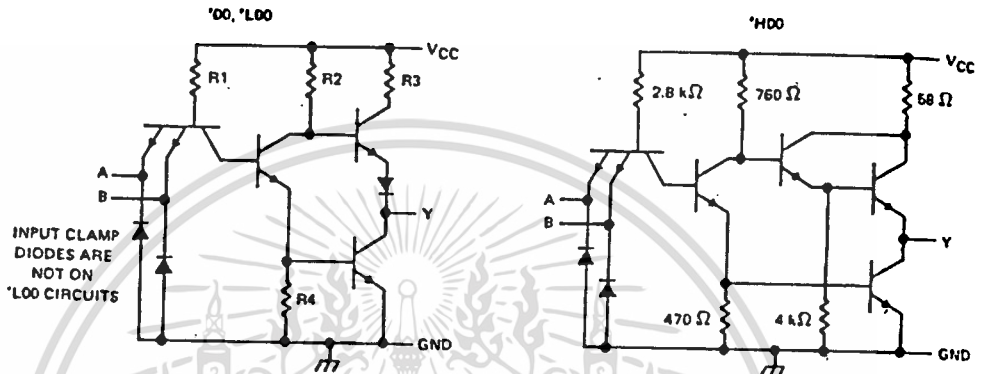 '00, 'L00
VCC
R1
R2
R3
A
B
Y
INPUT CLAMP
DIODES ARE
NOT ON
'L00 CIRCUITS
R4
GND
'H00
VCC
2.8 kΩ
760 Ω
58 Ω
A
B
Y
470 Ω
4 kΩ
GND